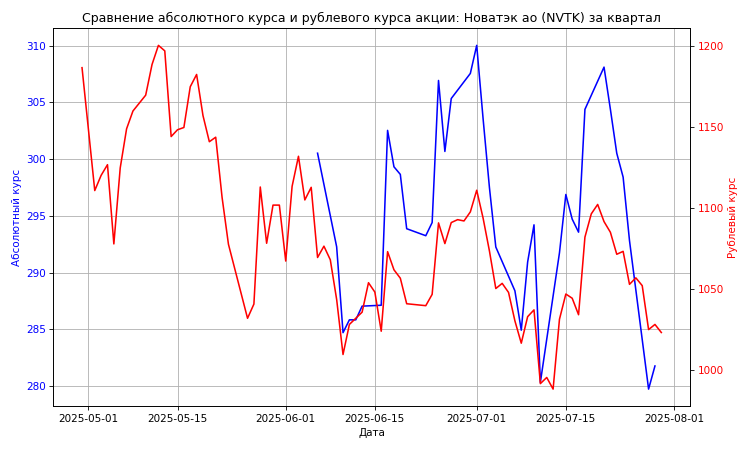 Сравнение абсолютного курса и рублевого курса акции: Новатэк ао (NVTK) за квартал
310
305
300
295
290
285
280
Абсолютный курс
1200
1150
1100
1050
1000
Рублевый курс
2025-05-01 2025-05-15 2025-06-01 2025-06-15 2025-07-01 2025-07-15 2025-08-01
Дата